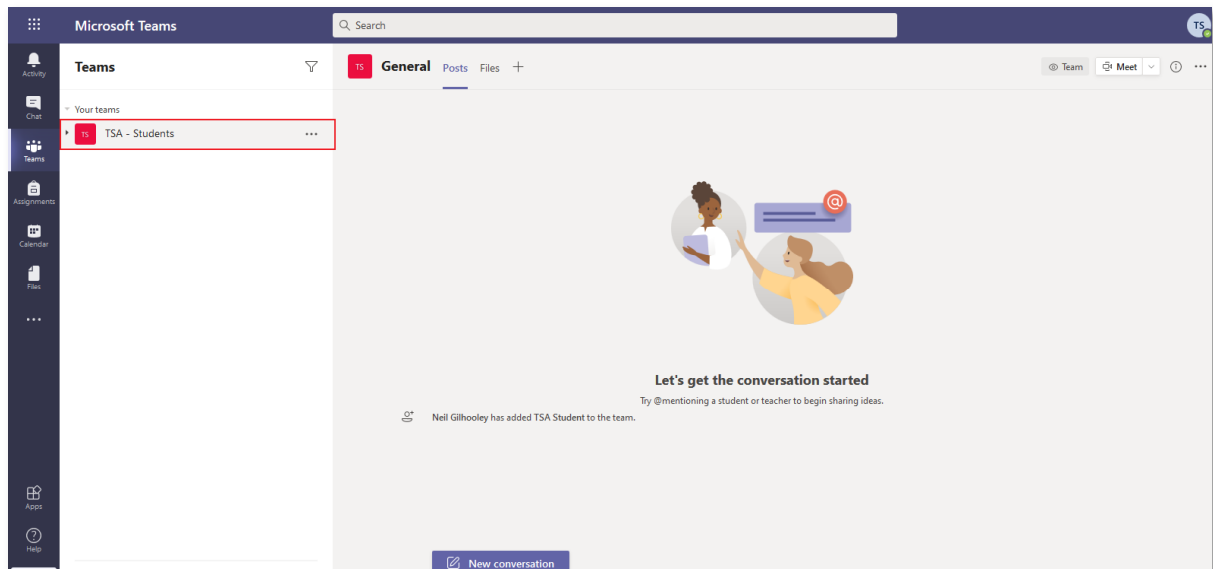 Microsoft Teams
Search
TS
Activity
Chat
Teams
Assignments
Calendar
Files
Apps
Help
Teams
Your teams
TS TSA - Students
TS General Posts Files
Team Meet
@
Let's get the conversation started
Try @mentioning a student or teacher to begin sharing ideas.
Neil Gilhooley has added TSA Student to the team.
New conversation